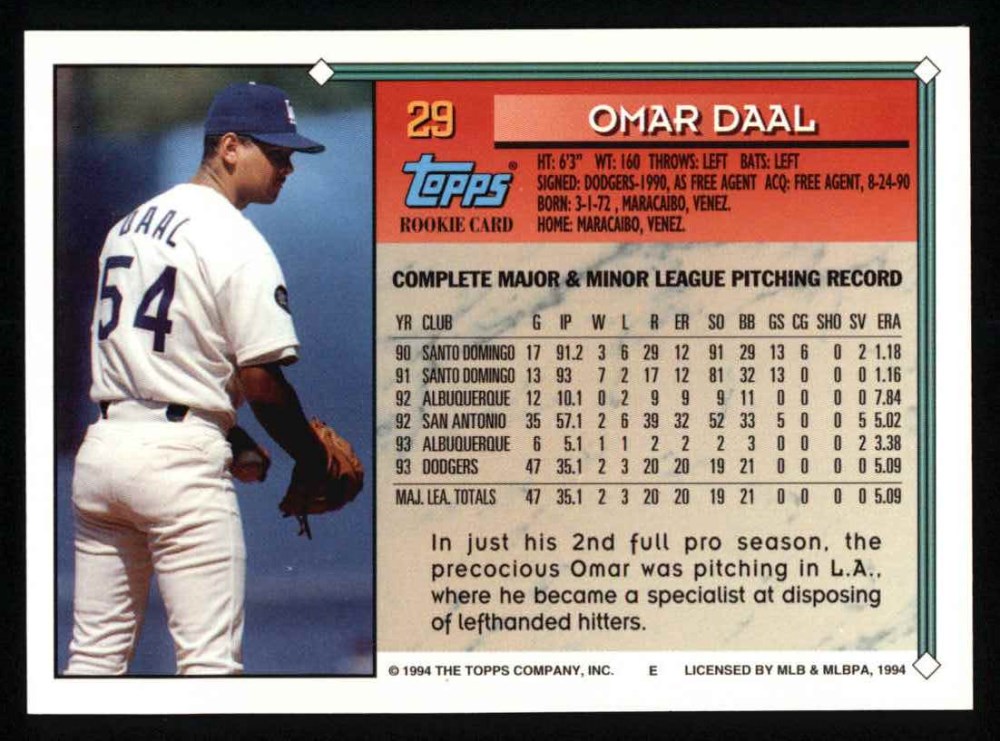 29
OMAR DAAL
Topps®
ROOKIE CARD
HT: 6'3" WT: 160 THROWS: LEFT BATS: LEFT
SIGNED: DODGERS-1990, AS FREE AGENT ACQ: FREE AGENT, 8-24-90
BORN: 3-1-72 , MARACAIBO, VENEZ.
HOME: MARACAIBO, VENEZ.
LA
DAAL
54
COMPLETE MAJOR & MINOR LEAGUE PITCHING RECORD
YR CLUB G IP W L R ER SO BB GS CG SHO SV ERA
90 SANTO DOMINGO 17 91.2 3 6 29 12 91 29 13 6 0 2 1.18
91 SANTO DOMINGO 13 93 7 2 17 12 81 32 13 0 0 0 1.16
92 ALBUQUERQUE 12 10.1 0 2 9 9 9 11 0 0 0 0 7.84
92 SAN ANTONIO 35 57.1 2 6 39 32 52 33 5 0 0 5 5.02
93 ALBUQUERQUE 6 5.1 1 1 2 2 2 3 0 0 0 2 3.38
93 DODGERS 47 35.1 2 3 20 20 19 21 0 0 0 0 5.09
MAJ. LEA. TOTALS 47 35.1 2 3 20 20 19 21 0 0 0 0 5.09
In just his 2nd full pro season, the
precocious Omar was pitching in L.A.,
where he became a specialist at disposing
of lefthanded hitters.
© 1994 THE TOPPS COMPANY, INC. E LICENSED BY MLB & MLBPA, 1994